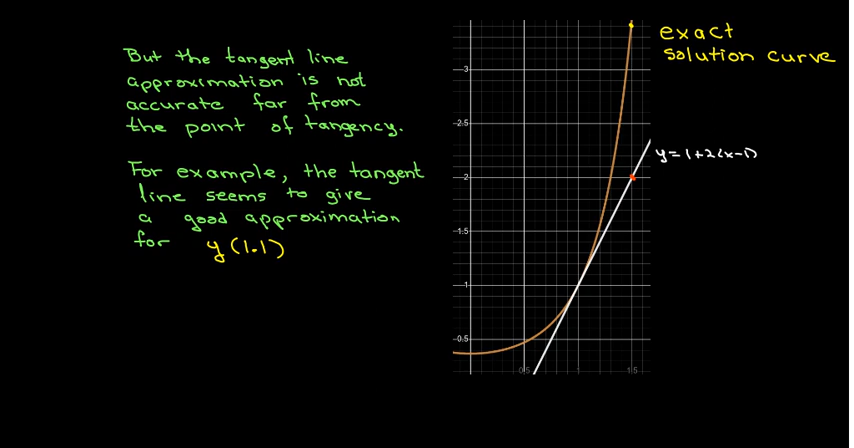 But the tangent line
approximation is not
accurate far from
the point of tangency.
For example, the tangent
line seems to give
a good approximation
for y(1.1)
exact
solution curve
y=1+2(x-1)
3
2.5
2
1.5
1
0.5
0.5
1
1.5